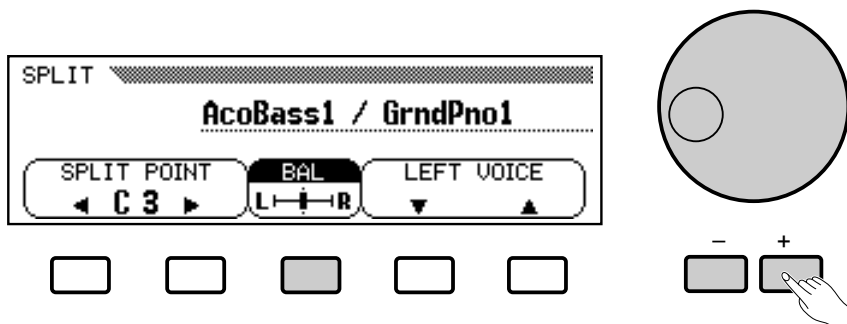 SPLIT
AcoBass1 / GrndPno1
SPLIT POINT BAL LEFT VOICE
◀ C 3 ▶ L R ▼ ▲
– +